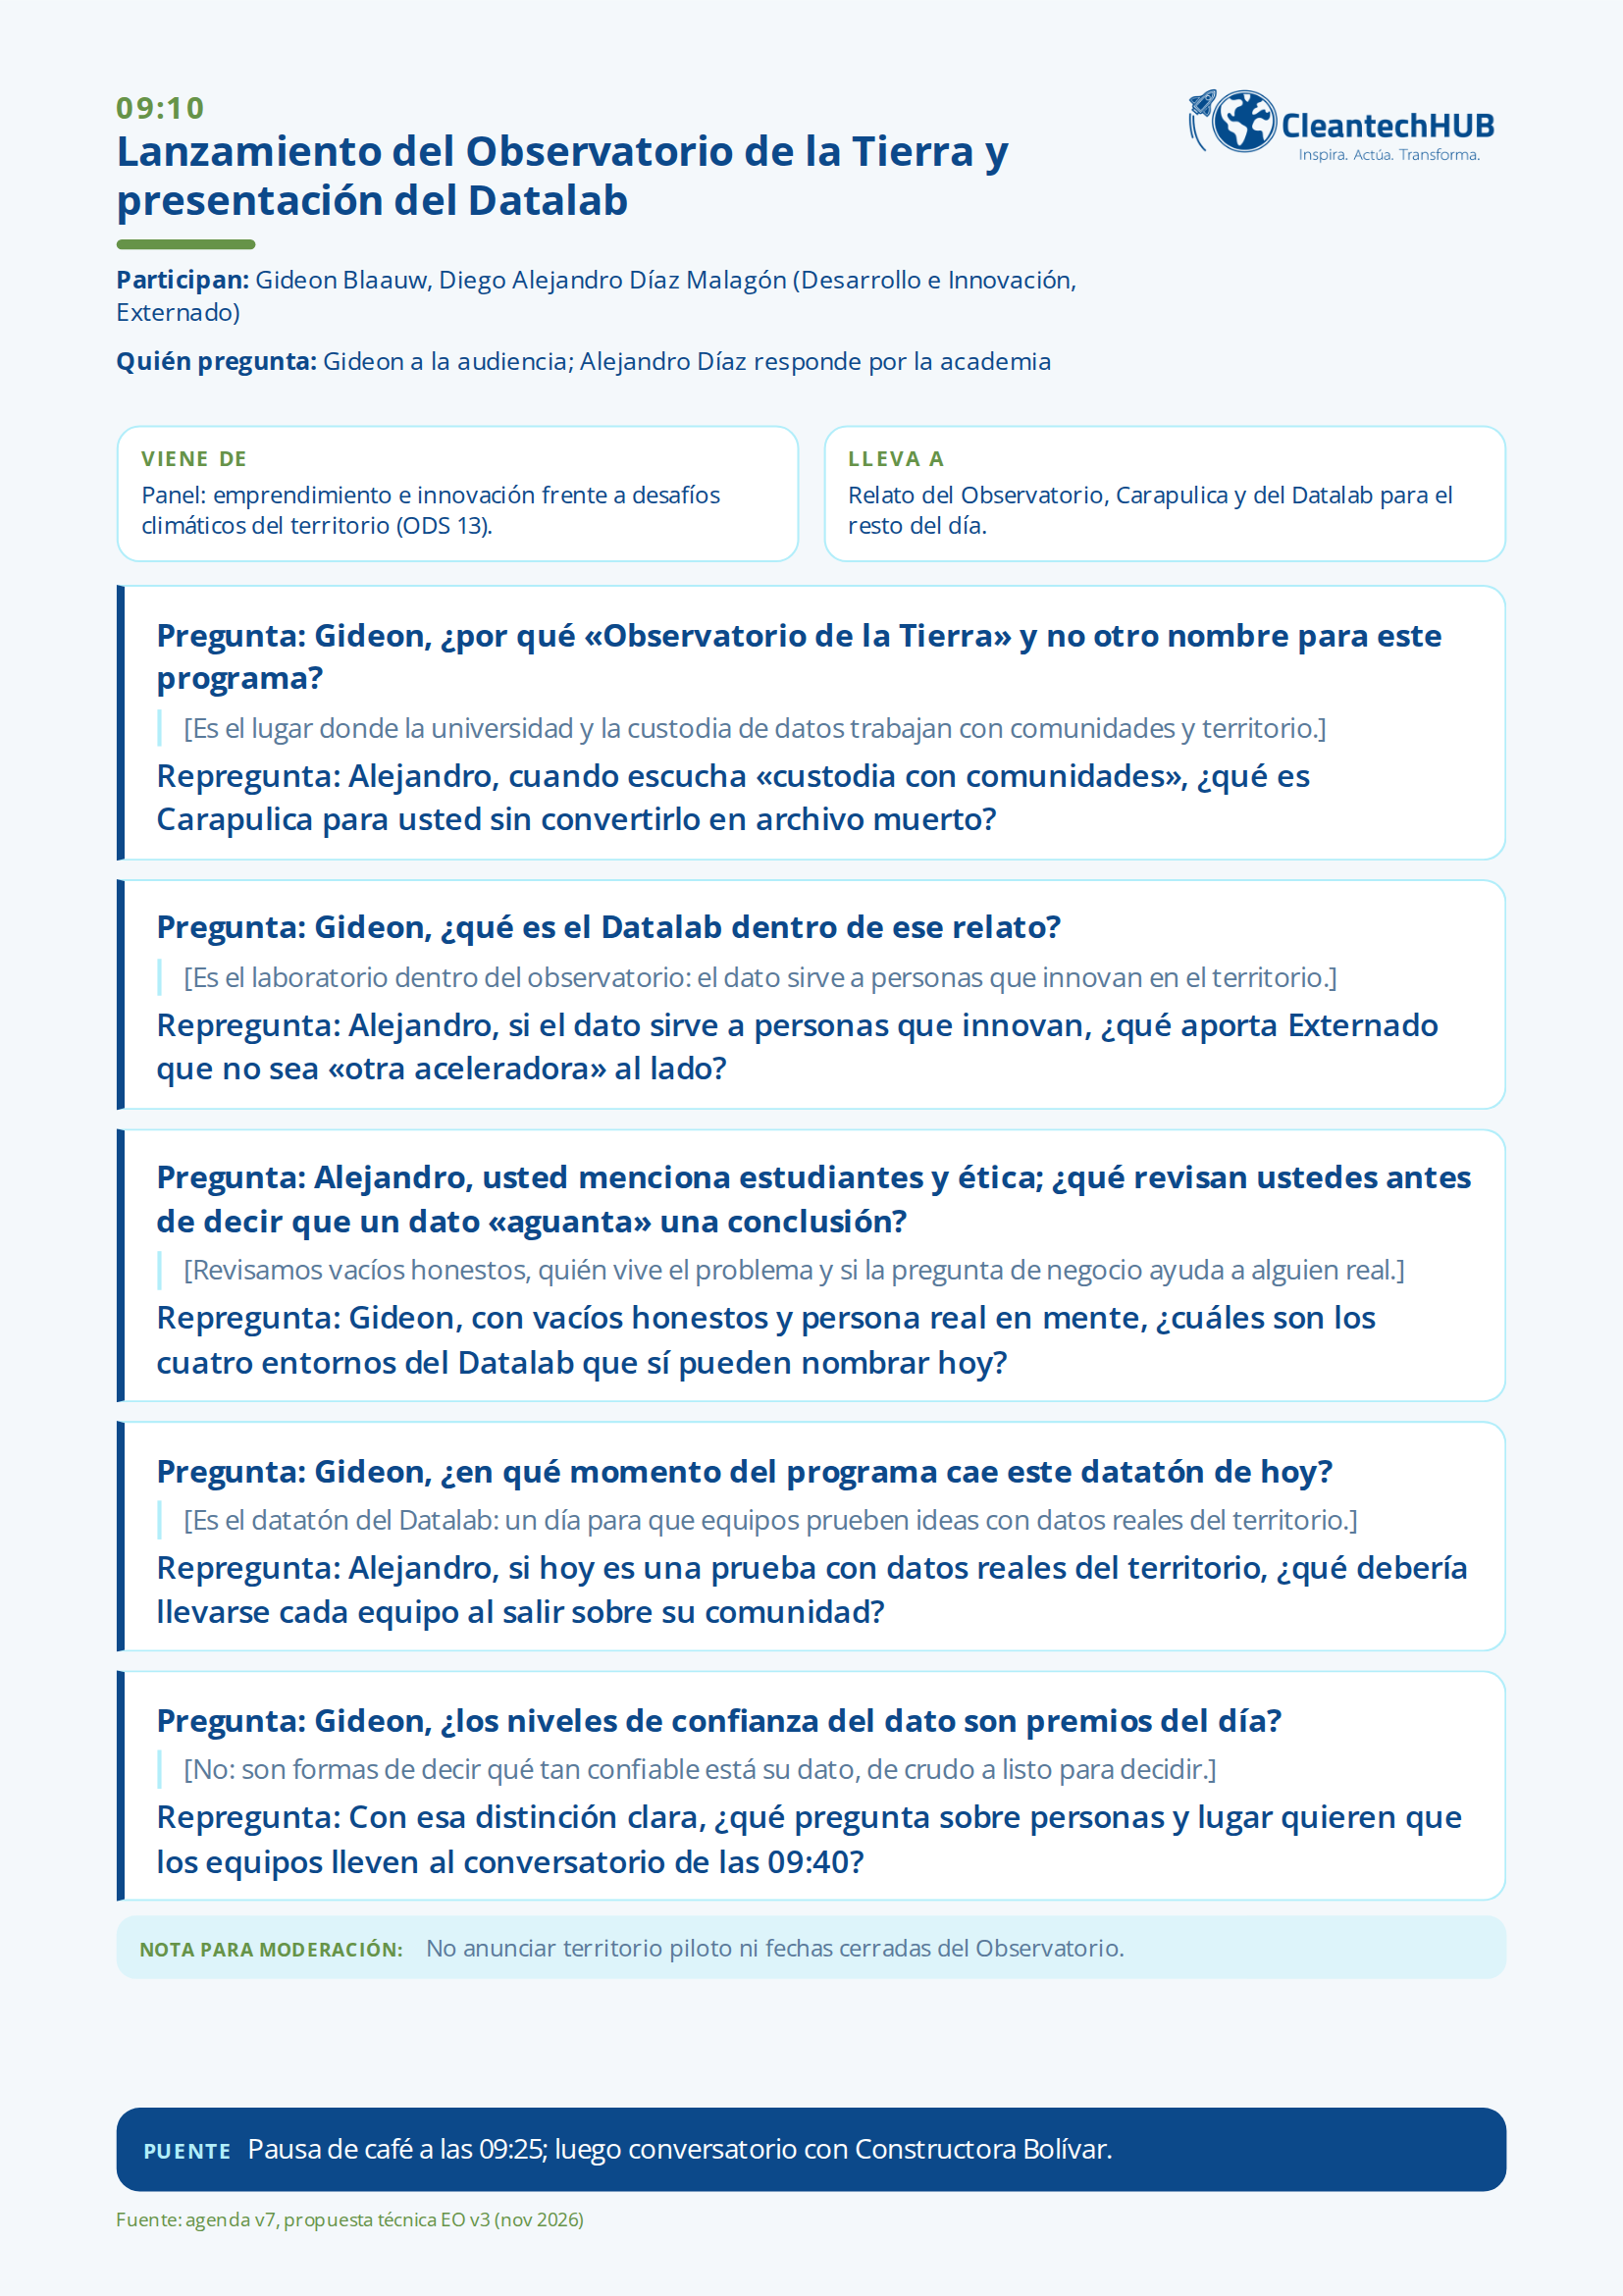 09:10
Lanzamiento del Observatorio de la Tierra y
presentación del Datalab
CleantechHUB
Inspira. Actúa. Transforma.
Participan: Gideon Blaauw, Diego Alejandro Díaz Malagón (Desarrollo e Innovación,
Externado)
Quién pregunta: Gideon a la audiencia; Alejandro Díaz responde por la academia
VIENE DE
Panel: emprendimiento e innovación frente a desafíos
climáticos del territorio (ODS 13).
LLEVA A
Relato del Observatorio, Carapulica y del Datalab para el
resto del día.
Pregunta: Gideon, ¿por qué «Observatorio de la Tierra» y no otro nombre para este
programa?
[Es el lugar donde la universidad y la custodia de datos trabajan con comunidades y territorio.]
Repregunta: Alejandro, cuando escucha «custodia con comunidades», ¿qué es
Carapulica para usted sin convertirlo en archivo muerto?
Pregunta: Gideon, ¿qué es el Datalab dentro de ese relato?
[Es el laboratorio dentro del observatorio: el dato sirve a personas que innovan en el territorio.]
Repregunta: Alejandro, si el dato sirve a personas que innovan, ¿qué aporta Externado
que no sea «otra aceleradora» al lado?
Pregunta: Alejandro, usted menciona estudiantes y ética; ¿qué revisan ustedes antes
de decir que un dato «aguanta» una conclusión?
[Revisamos vacíos honestos, quién vive el problema y si la pregunta de negocio ayuda a alguien real.]
Repregunta: Gideon, con vacíos honestos y persona real en mente, ¿cuáles son los
cuatro entornos del Datalab que sí pueden nombrar hoy?
Pregunta: Gideon, ¿en qué momento del programa cae este datatón de hoy?
[Es el datatón del Datalab: un día para que equipos prueben ideas con datos reales del territorio.]
Repregunta: Alejandro, si hoy es una prueba con datos reales del territorio, ¿qué debería
llevarse cada equipo al salir sobre su comunidad?
Pregunta: Gideon, ¿los niveles de confianza del dato son premios del día?
[No: son formas de decir qué tan confiable está su dato, de crudo a listo para decidir.]
Repregunta: Con esa distinción clara, ¿qué pregunta sobre personas y lugar quieren que
los equipos lleven al conversatorio de las 09:40?
NOTA PARA MODERACIÓN: No anunciar territorio piloto ni fechas cerradas del Observatorio.
PUENTE Pausa de café a las 09:25; luego conversatorio con Constructora Bolívar.
Fuente: agenda v7, propuesta técnica EO v3 (nov 2026)